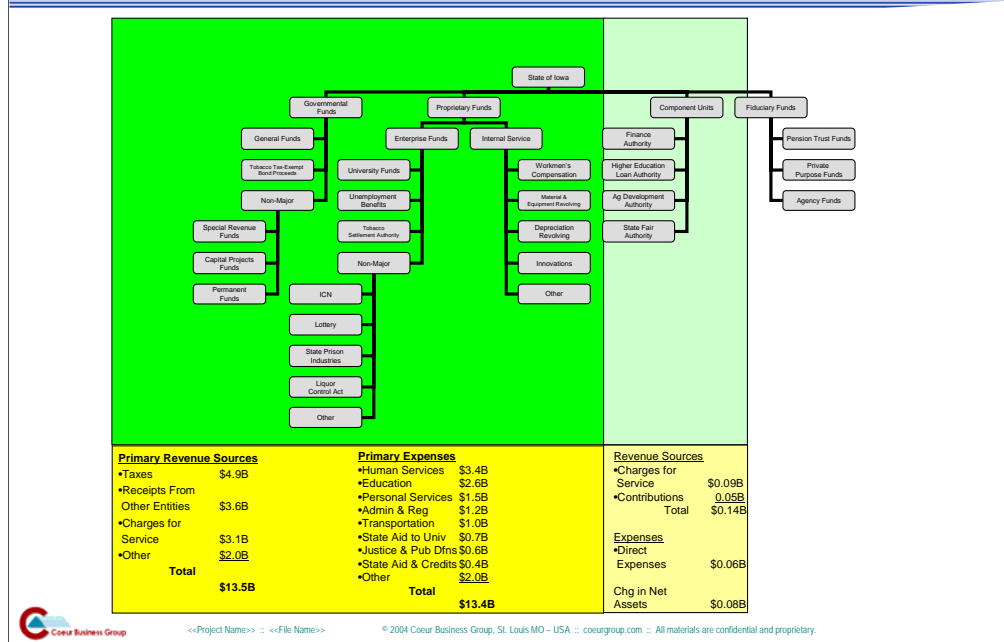 State of Iowa
Governmental
Funds
Proprietary Funds
Component Units
Fiduciary Funds
General Funds
Tobacco Tax-Exempt
Bond Proceeds
Non-Major
Special Revenue
Funds
Capital Projects
Funds
Permanent
Funds
Enterprise Funds
University Funds
Unemployment
Benefits
Tobacco
Settlement Authority
Non-Major
ICN
Lottery
State Prison
Industries
Liquor
Control Act
Other
Internal Service
Workmen's
Compensation
Material &
Equipment Revolving
Depreciation
Revolving
Innovations
Other
Finance
Authority
Higher Education
Loan Authority
Ag Development
Authority
State Fair
Authority
Pension Trust Funds
Private
Purpose Funds
Agency Funds
Primary Revenue Sources
•Taxes $4.9B
•Receipts From
Other Entities $3.6B
•Charges for
Service $3.1B
•Other $2.0B
Total
$13.5B
Primary Expenses
•Human Services $3.4B
•Education $2.6B
•Personal Services $1.5B
•Admin & Reg $1.2B
•Transportation $1.0B
•State Aid to Univ $0.7B
•Justice & Pub Dfns $0.6B
•State Aid & Credits $0.4B
•Other $2.0B
Total
$13.4B
Revenue Sources
•Charges for
Service $0.09B
•Contributions 0.05B
Total $0.14B
Expenses
•Direct
Expenses $0.06B
Chg in Net
Assets $0.08B
Coeur Business Group
<<Project Name>> :: <<File Name>>
© 2004 Coeur Business Group, St. Louis MO – USA :: coeurgroup.com :: All materials are confidential and proprietary.